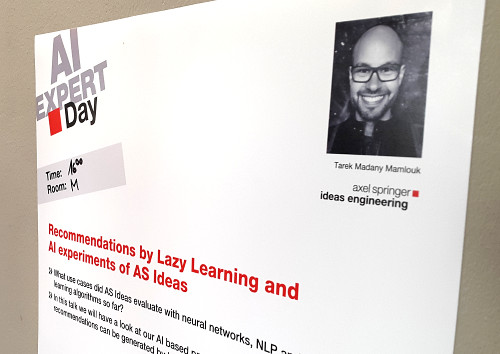 AI
EXPERT
Day
Time: 16:00
Room: M
Tarek Madany Mamlouk
axel springer
ideas engineering
Recommendations by Lazy Learning and
AI experiments of AS Ideas
» What use cases did AS Ideas evaluate with neural networks, NLP
learning algorithms so far?
» In this talk we will have a look at our AI based
recommendations can be generated